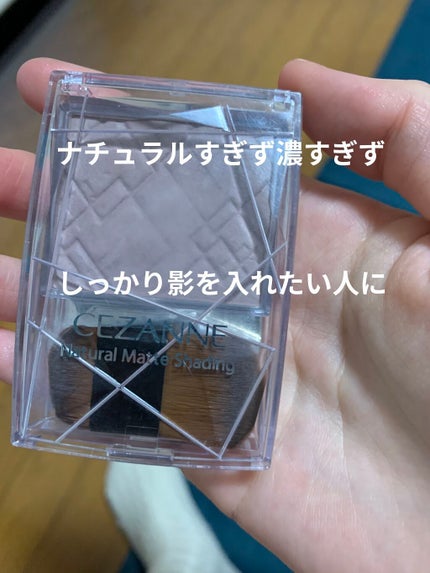 ナチュラルすぎず濃すぎず
しっかり影を入れたい人に
CEZANNE
Natural Matte Shading